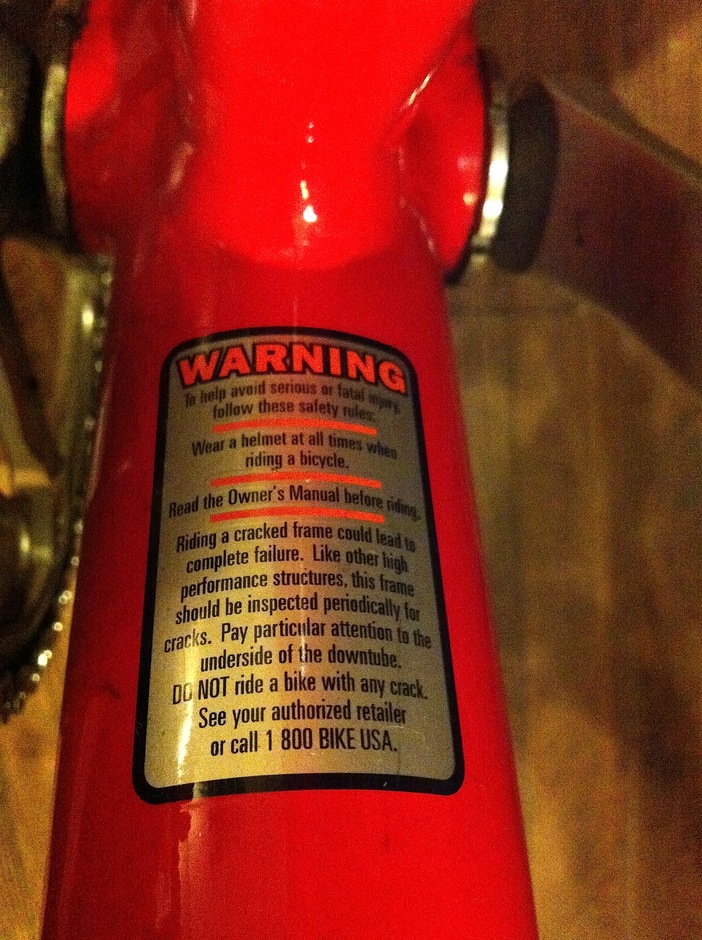 WARNING
To help avoid serious or fatal injury,
follow these safety rules:
Wear a helmet at all times when
riding a bicycle.
Read the Owner's Manual before riding.
Riding a cracked frame could lead to
complete failure. Like other high
performance structures, this frame
should be inspected periodically for
cracks. Pay particular attention to the
underside of the downtube.
DO NOT ride a bike with any crack.
See your authorized retailer
or call 1 800 BIKE USA.